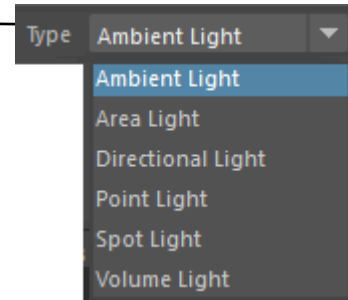 Type Ambient Light
Ambient Light
Area Light
Directional Light
Point Light
Spot Light
Volume Light